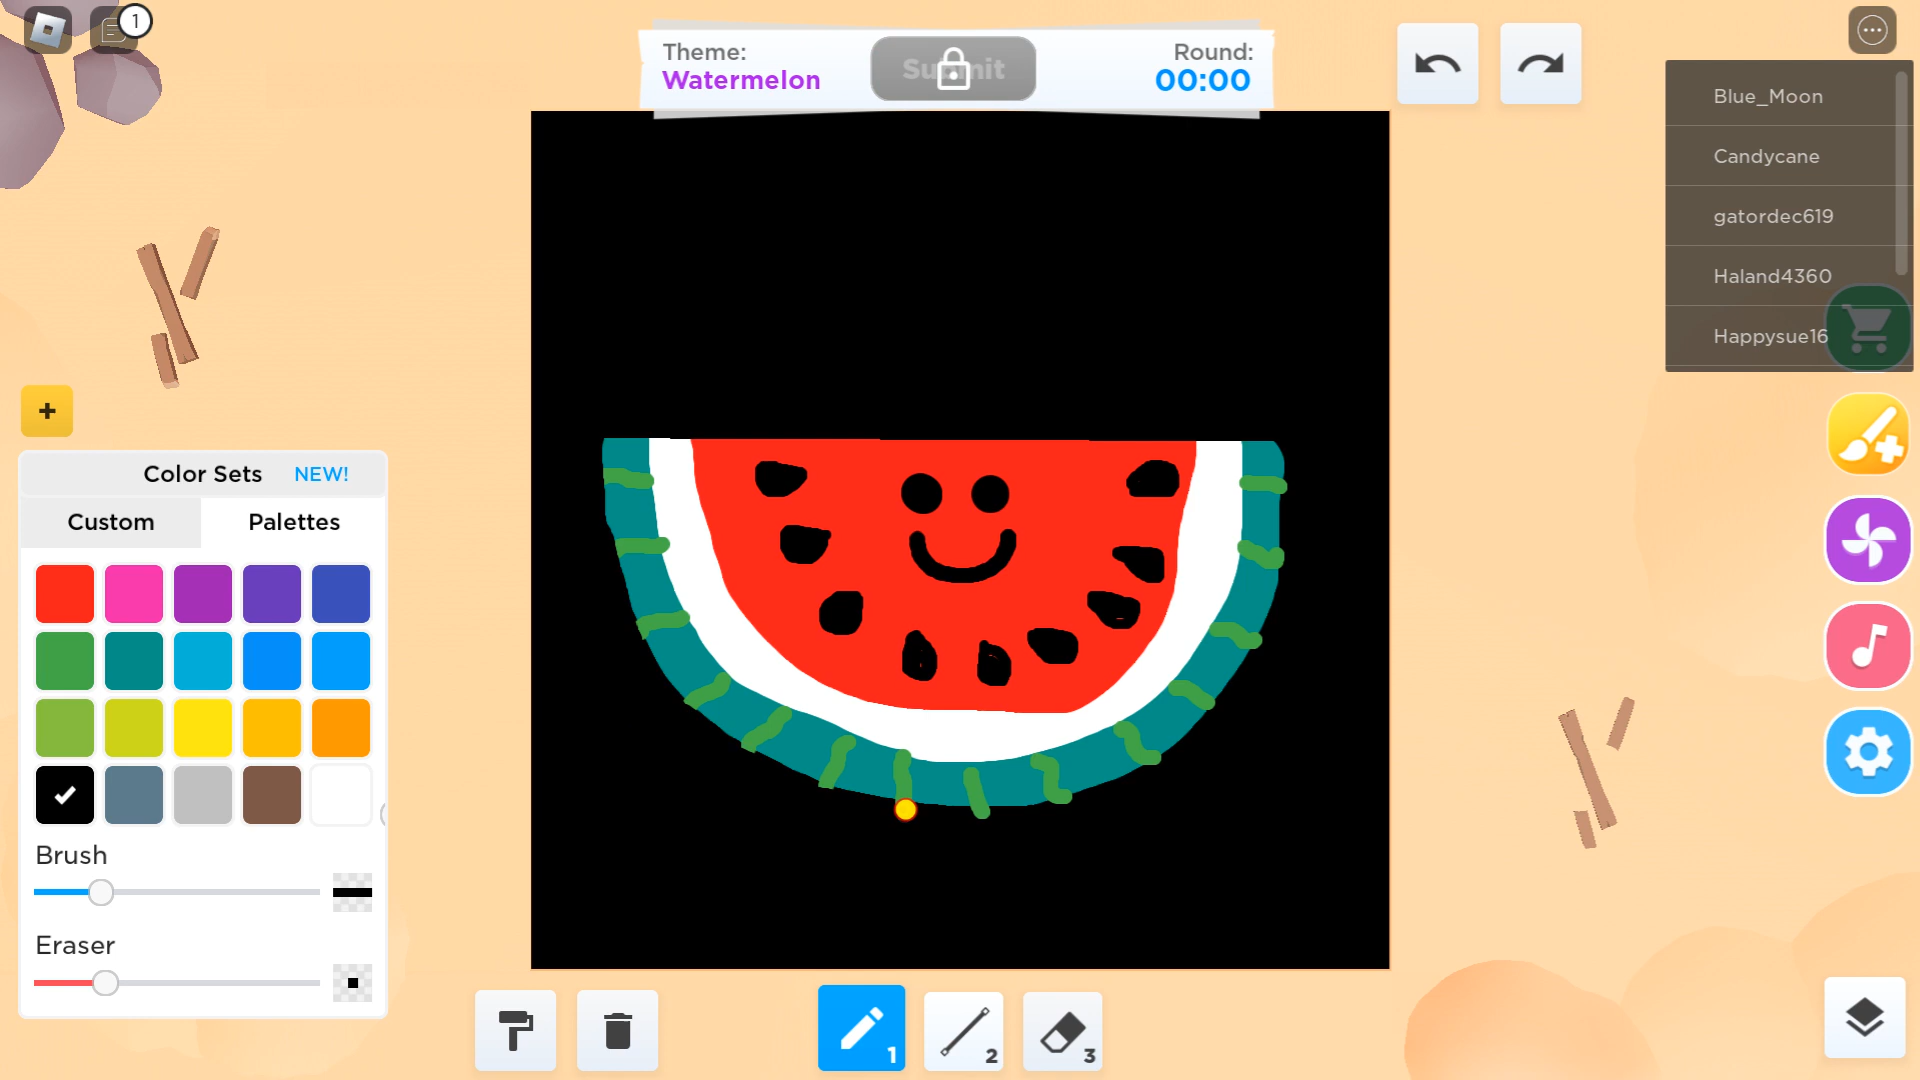 1
Theme:
Watermelon
Submit
Round:
00:00
Blue_Moon
Candycane
gatordec619
Haland4360
Happysue16
+
Color Sets NEW!
Custom Palettes
Brush
Eraser
1
2
3